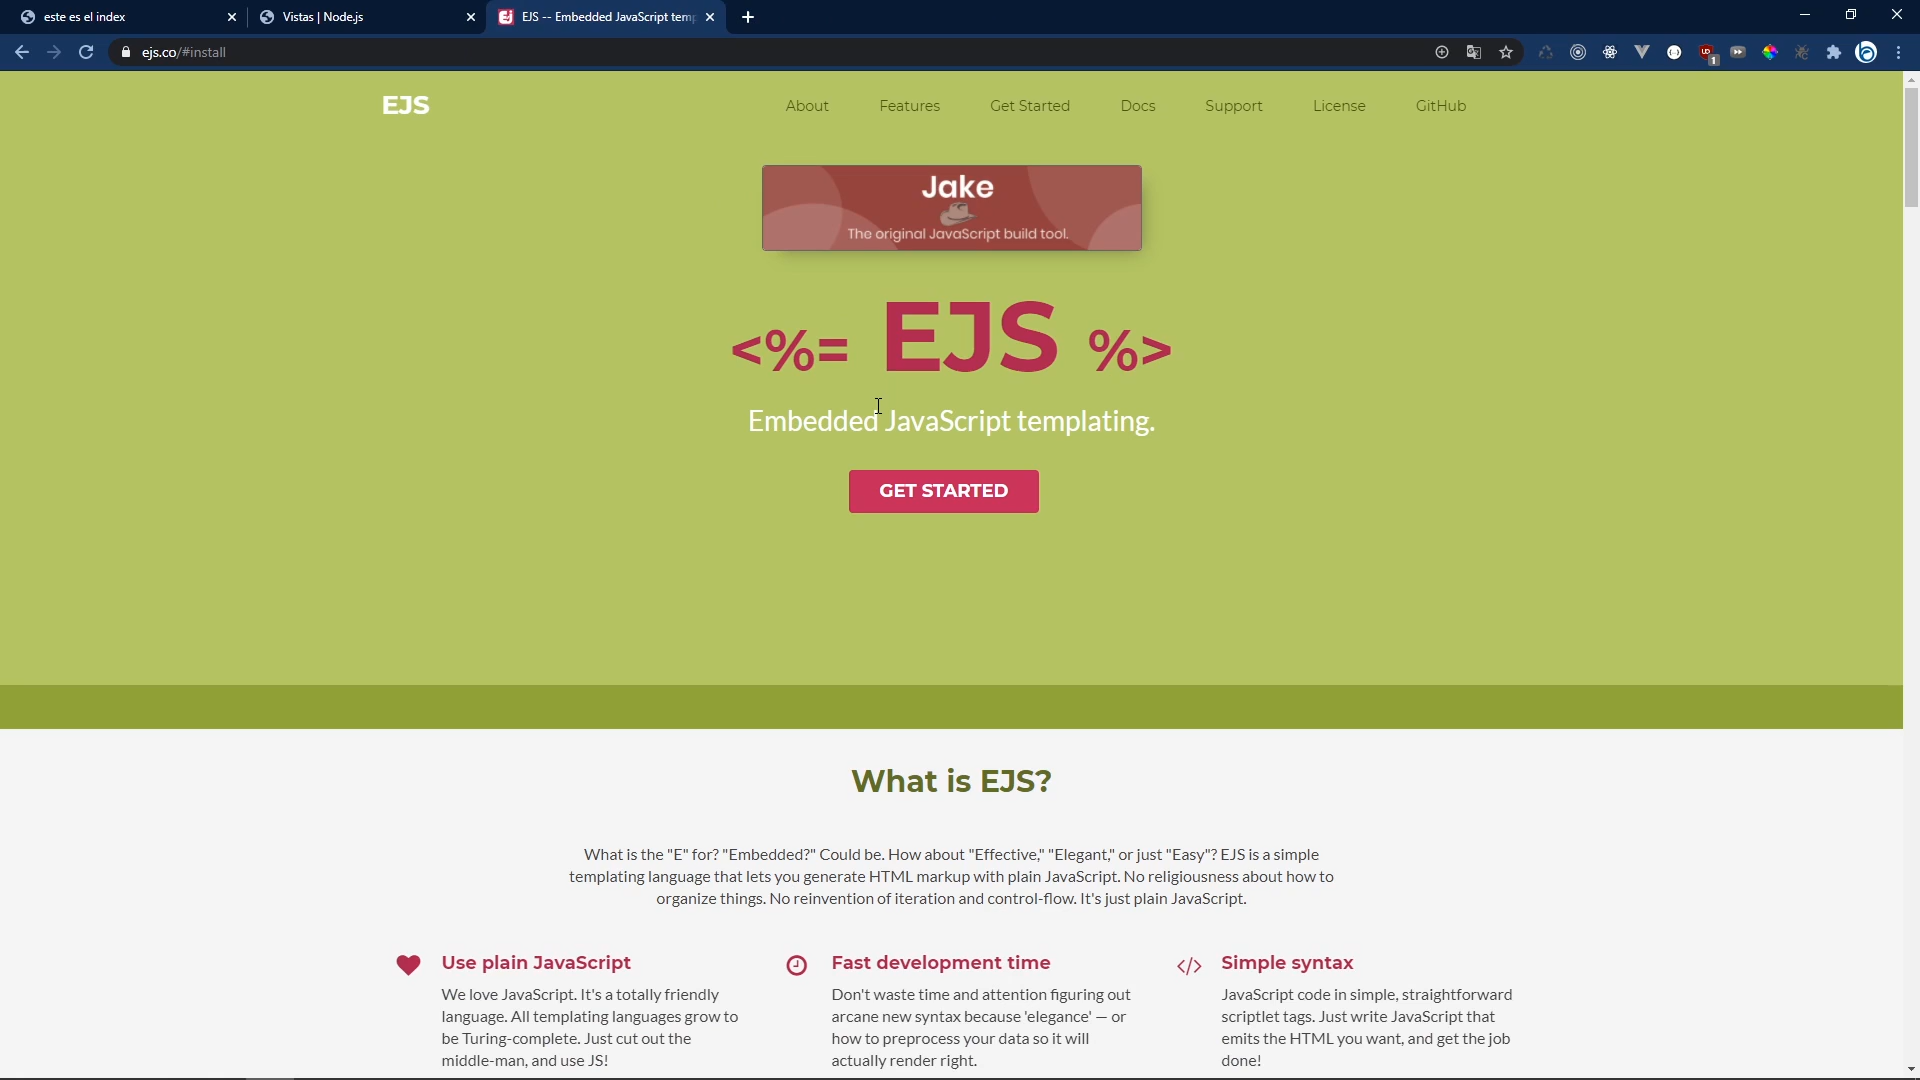 este es el index
Vistas | Node.js
EJS -- Embedded JavaScript temp
ejs.co/#install
1
EJS
About
Features
Get Started
Docs
Support
License
GitHub
Jake
The original JavaScript build tool.
<%= EJS %>
Embedded JavaScript templating.
GET STARTED
What is EJS?
What is the "E" for? "Embedded?" Could be. How about "Effective," "Elegant," or just "Easy"? EJS is a simple
templating language that lets you generate HTML markup with plain JavaScript. No religiousness about how to
organize things. No reinvention of iteration and control-flow. It's just plain JavaScript.
Use plain JavaScript
We love JavaScript. It's a totally friendly
language. All templating languages grow to
be Turing-complete. Just cut out the
middle-man, and use JS!
Fast development time
Don't waste time and attention figuring out
arcane new syntax because 'elegance' — or
how to preprocess your data so it will
actually render right.
Simple syntax
JavaScript code in simple, straightforward
scriptlet tags. Just write JavaScript that
emits the HTML you want, and get the job
done!